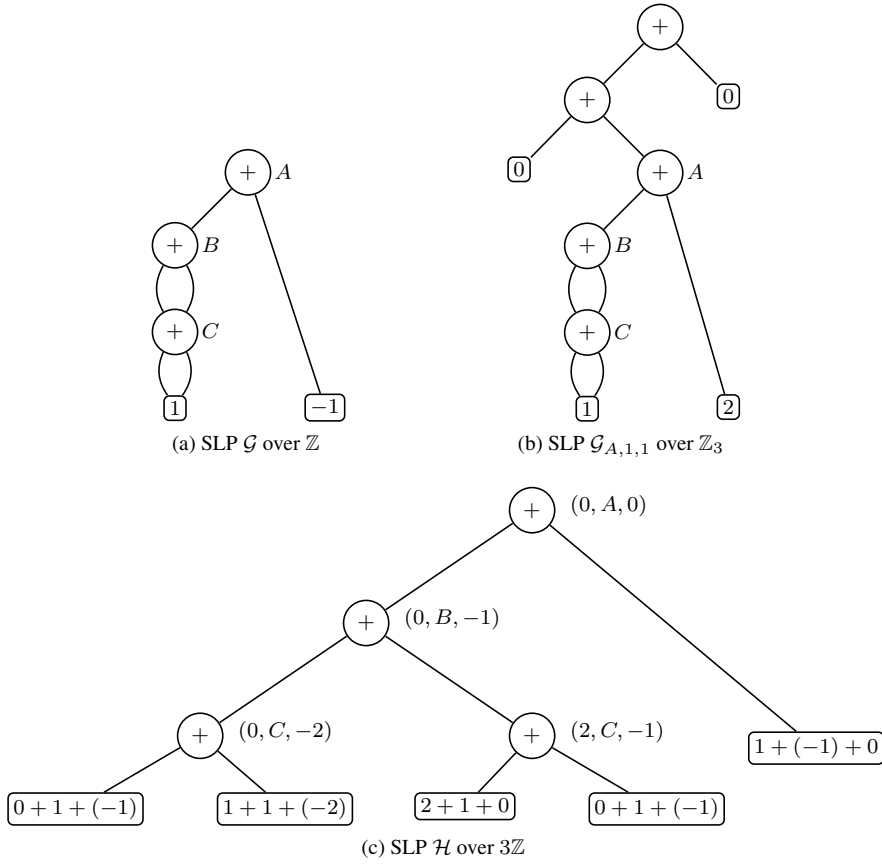 +
0
+
0
+ A
+ A
+ B
+ B
+ C
+ C
1
−1
1
2
(a) SLP 𝒢 over ℤ
(b) SLP 𝒢_{A,1,1} over ℤ₃
+ (0, A, 0)
+ (0, B, −1)
+ (0, C, −2)
+ (2, C, −1)
1 + (−1) + 0
0 + 1 + (−1)
1 + 1 + (−2)
2 + 1 + 0
0 + 1 + (−1)
(c) SLP ℋ over 3ℤ